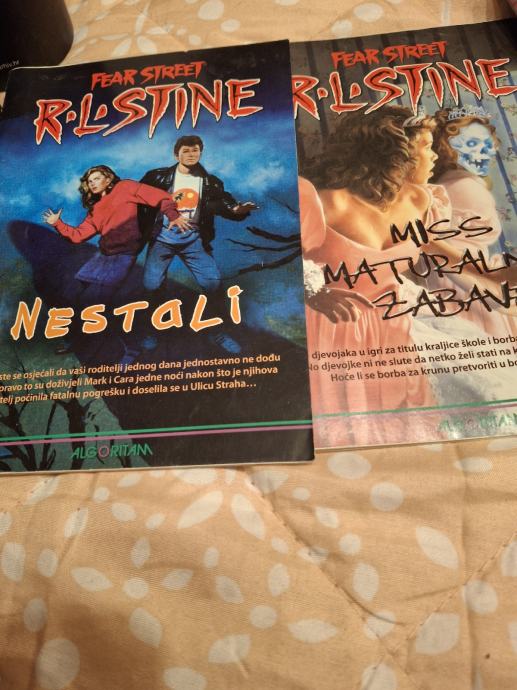 FEAR STREET
R.L.STINE
NESTALI
ste se osjećali da vaši roditelji jednog dana jednostavno ne dođu
pravo to su doživjeli Mark i Cara jedne noći nakon što je njihova
telj počinila fatalnu pogrešku i doselila se u Ulicu Straha...
ALGORITAM
FEAR STREET
R.L.STINE
MISS
MATURALN
ZABAVE
djevojaka u igri za titulu kraljice škole i borba
No djevojke ni ne slute da netko želi stati na k
Hoće li se borba za krunu pretvoriti u bo
ALGORITAM